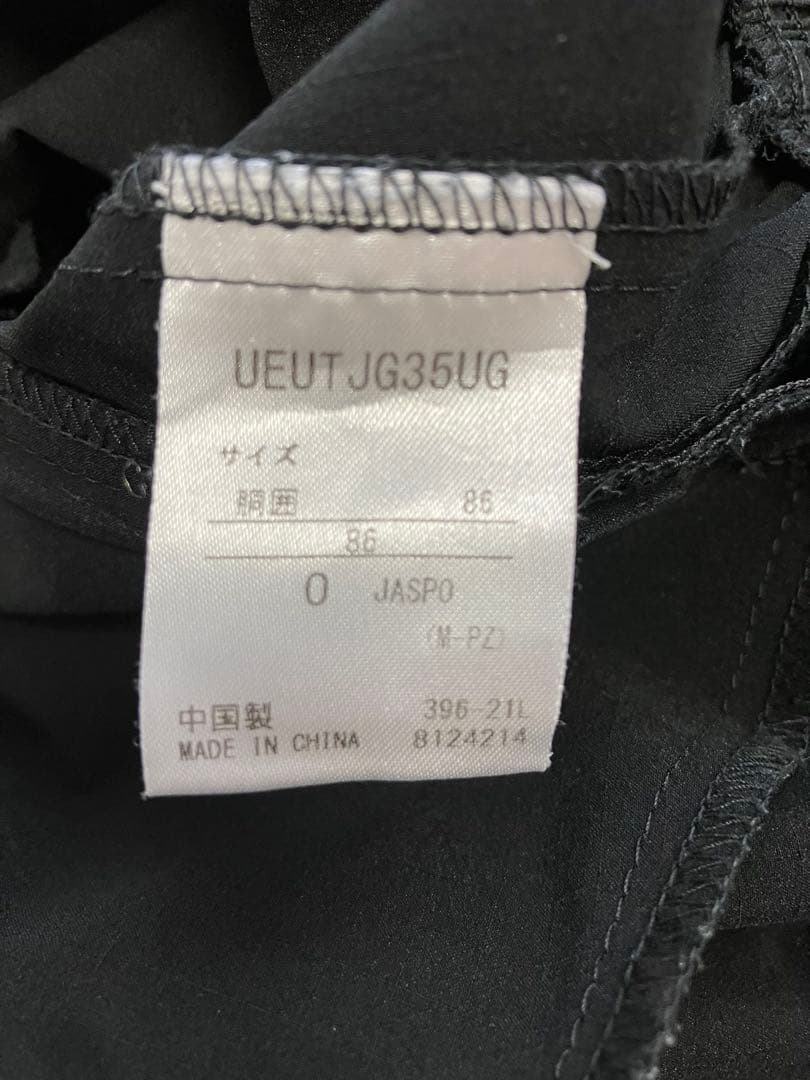 UEUTJG35UG
サイズ
胴囲 86
86
O JASPO
(M-PZ)
中国製 396-21L
MADE IN CHINA 8124214